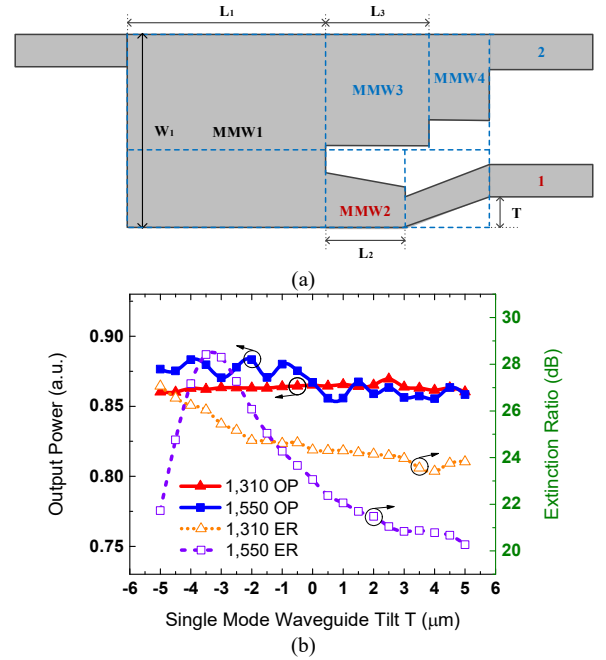 L1 L3
2
MMW4
MMW3
W1 MMW1
1
MMW2 T
L2
(a)
30
0.90
28
0.85 26
24
0.80
22
0.75 20
Output Power (a.u.)
Extinction Ratio (dB)
1,310 OP
1,550 OP
1,310 ER
1,550 ER
-6 -5 -4 -3 -2 -1 0 1 2 3 4 5 6
Single Mode Waveguide Tilt T (μm)
(b)